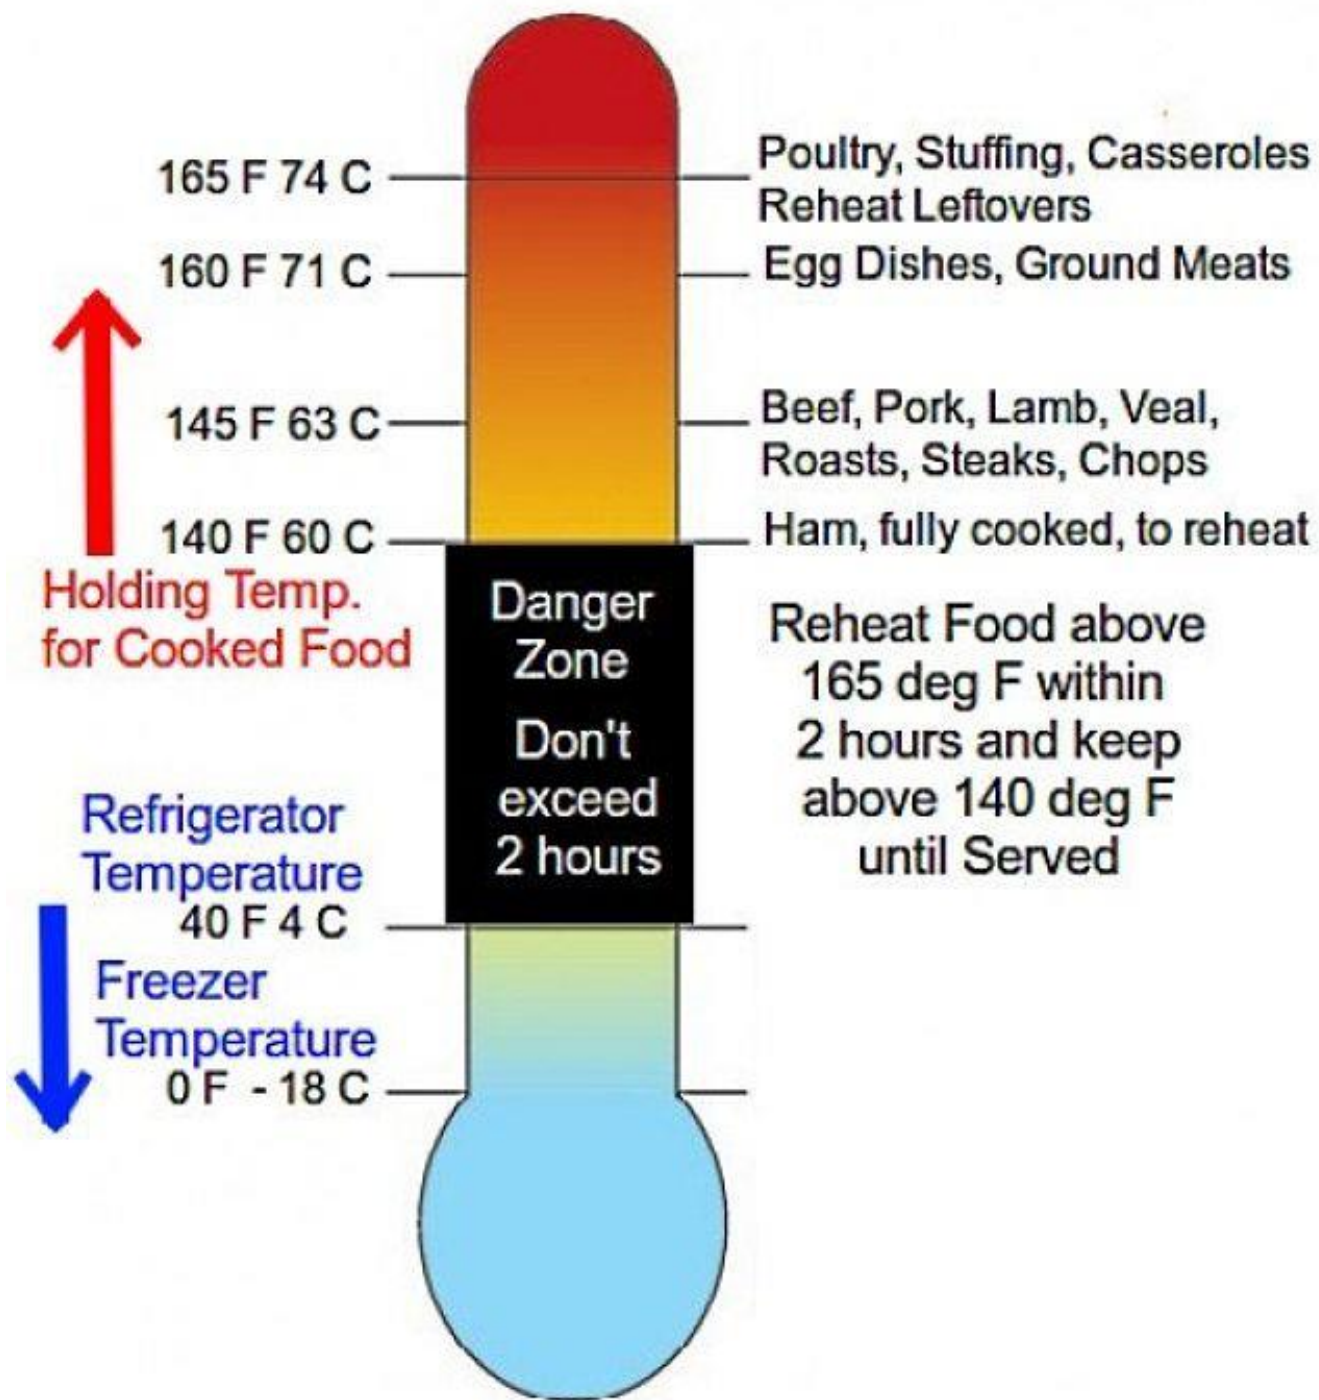 165 F 74 C
Poultry, Stuffing, Casseroles
Reheat Leftovers
160 F 71 C
Egg Dishes, Ground Meats
145 F 63 C
Beef, Pork, Lamb, Veal,
Roasts, Steaks, Chops
140 F 60 C
Ham, fully cooked, to reheat
Holding Temp.
for Cooked Food
Danger
Zone
Don't
exceed
2 hours
Reheat Food above
165 deg F within
2 hours and keep
above 140 deg F
until Served
Refrigerator
Temperature
40 F 4 C
Freezer
Temperature
0 F - 18 C